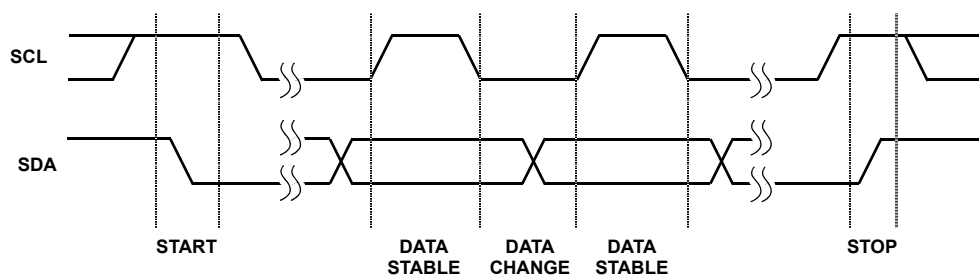 SCL
SDA
START
DATA
STABLE
DATA
CHANGE
DATA
STABLE
STOP